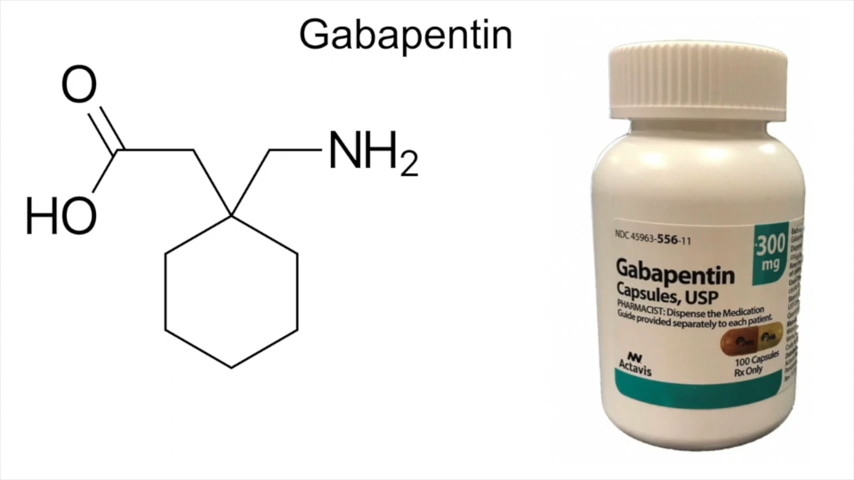 Gabapentin
O
HO
NH2
NDC 45963-556-11
300
mg
Gabapentin
Capsules, USP
PHARMACIST: Dispense the Medication
Guide provided separately to each patient.
100 Capsules
Rx Only
Actavis